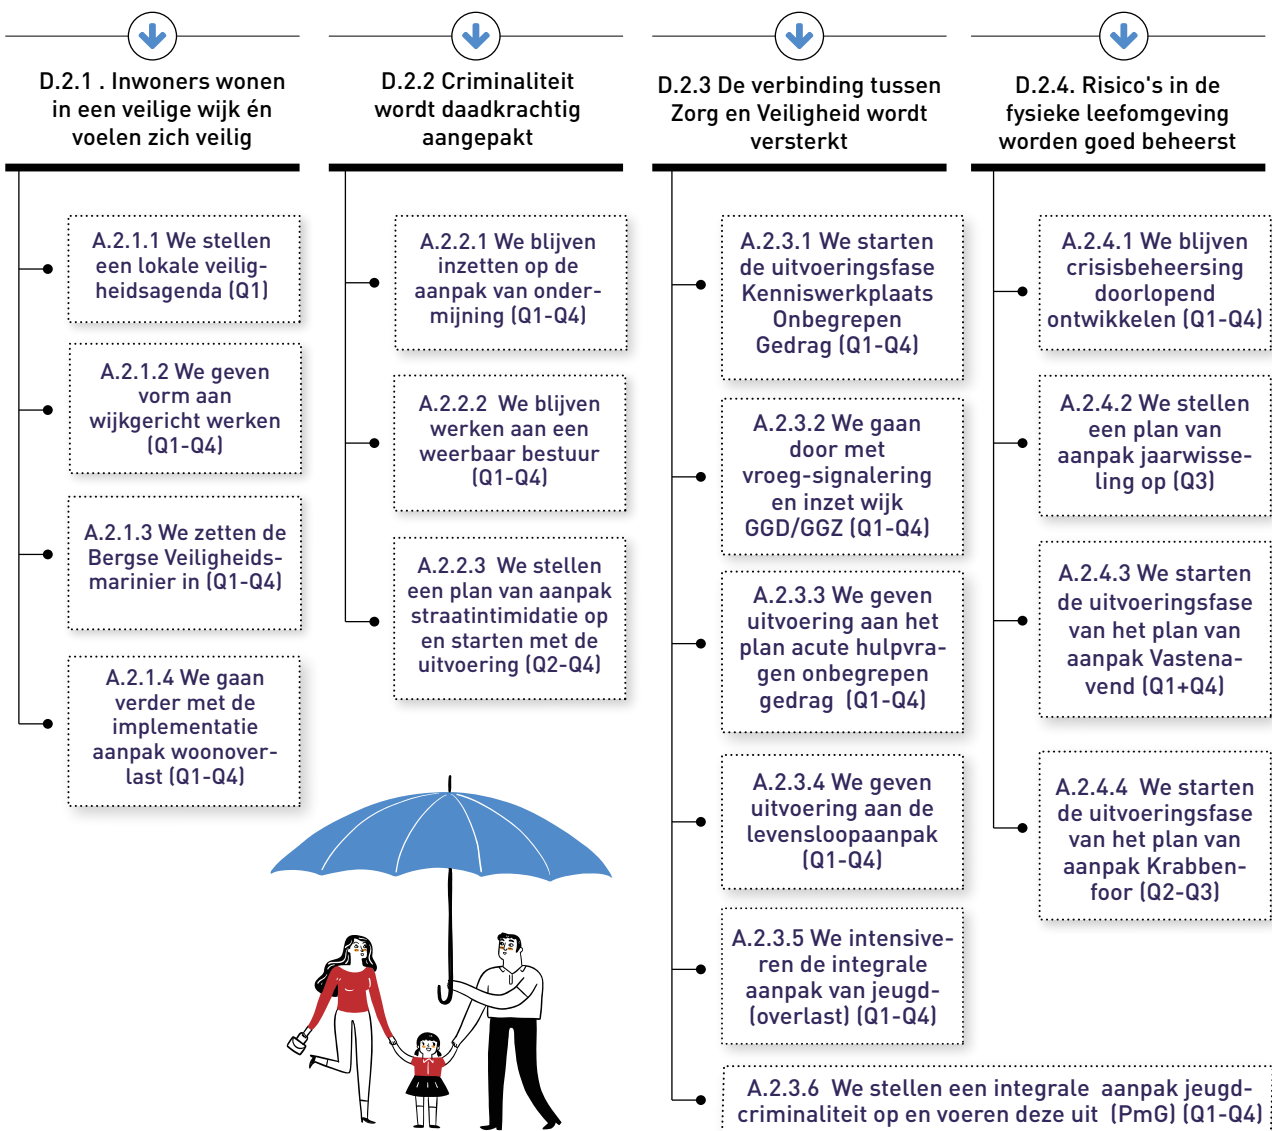 D.2.1 . Inwoners wonen
in een veilige wijk én
voelen zich veilig
A.2.1.1 We stellen
een lokale veilig-
heidsagenda (Q1)
A.2.1.2 We geven
vorm aan
wijkgericht werken
(Q1-Q4)
A.2.1.3 We zetten de
Bergse Veiligheids-
marinier in (Q1-Q4)
A.2.1.4 We gaan
verder met de
implementatie
aanpak woonover-
last (Q1-Q4)
D.2.2 Criminaliteit
wordt daadkrachtig
aangepakt
A.2.2.1 We blijven
inzetten op de
aanpak van onder-
mijning (Q1-Q4)
A.2.2.2 We blijven
werken aan een
weerbaar bestuur
(Q1-Q4)
A.2.2.3 We stellen
een plan van aanpak
straatintimidatie op
en starten met de
uitvoering (Q2-Q4)
D.2.3 De verbinding tussen
Zorg en Veiligheid wordt
versterkt
A.2.3.1 We starten
de uitvoeringsfase
Kenniswerkplaats
Onbegrepen
Gedrag (Q1-Q4)
A.2.3.2 We gaan
door met
vroeg-signalering
en inzet wijk
GGD/GGZ (Q1-Q4)
A.2.3.3 We geven
uitvoering aan het
plan acute hulpvra-
gen onbegrepen
gedrag (Q1-Q4)
A.2.3.4 We geven
uitvoering aan de
levensloopaanpak
(Q1-Q4)
A.2.3.5 We intensive-
ren de integrale
aanpak van jeugd-
(overlast) (Q1-Q4)
A.2.3.6 We stellen een integrale aanpak jeugd-
criminaliteit op en voeren deze uit (PmG) (Q1-Q4)
D.2.4. Risico's in de
fysieke leefomgeving
worden goed beheerst
A.2.4.1 We blijven
crisisbeheersing
doorlopend
ontwikkelen (Q1-Q4)
A.2.4.2 We stellen
een plan van
aanpak jaarwisse-
ling op (Q3)
A.2.4.3 We starten
de uitvoeringsfase
van het plan van
aanpak Vastena-
vend (Q1+Q4)
A.2.4.4 We starten
de uitvoeringsfase
van het plan van
aanpak Krabben-
foor (Q2-Q3)